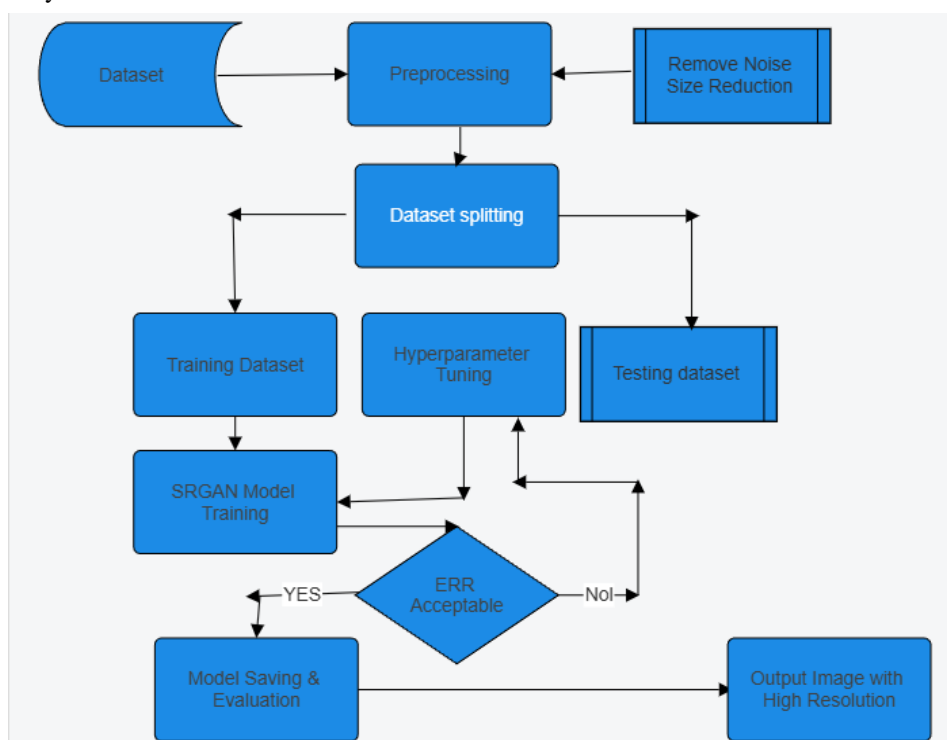 Dataset
Preprocessing
Remove Noise
Size Reduction
Dataset splitting
Training Dataset
Hyperparameter
Tuning
Testing dataset
SRGAN Model
Training
ERR
Acceptable
YES
Nol
Model Saving &
Evaluation
Output Image with
High Resolution